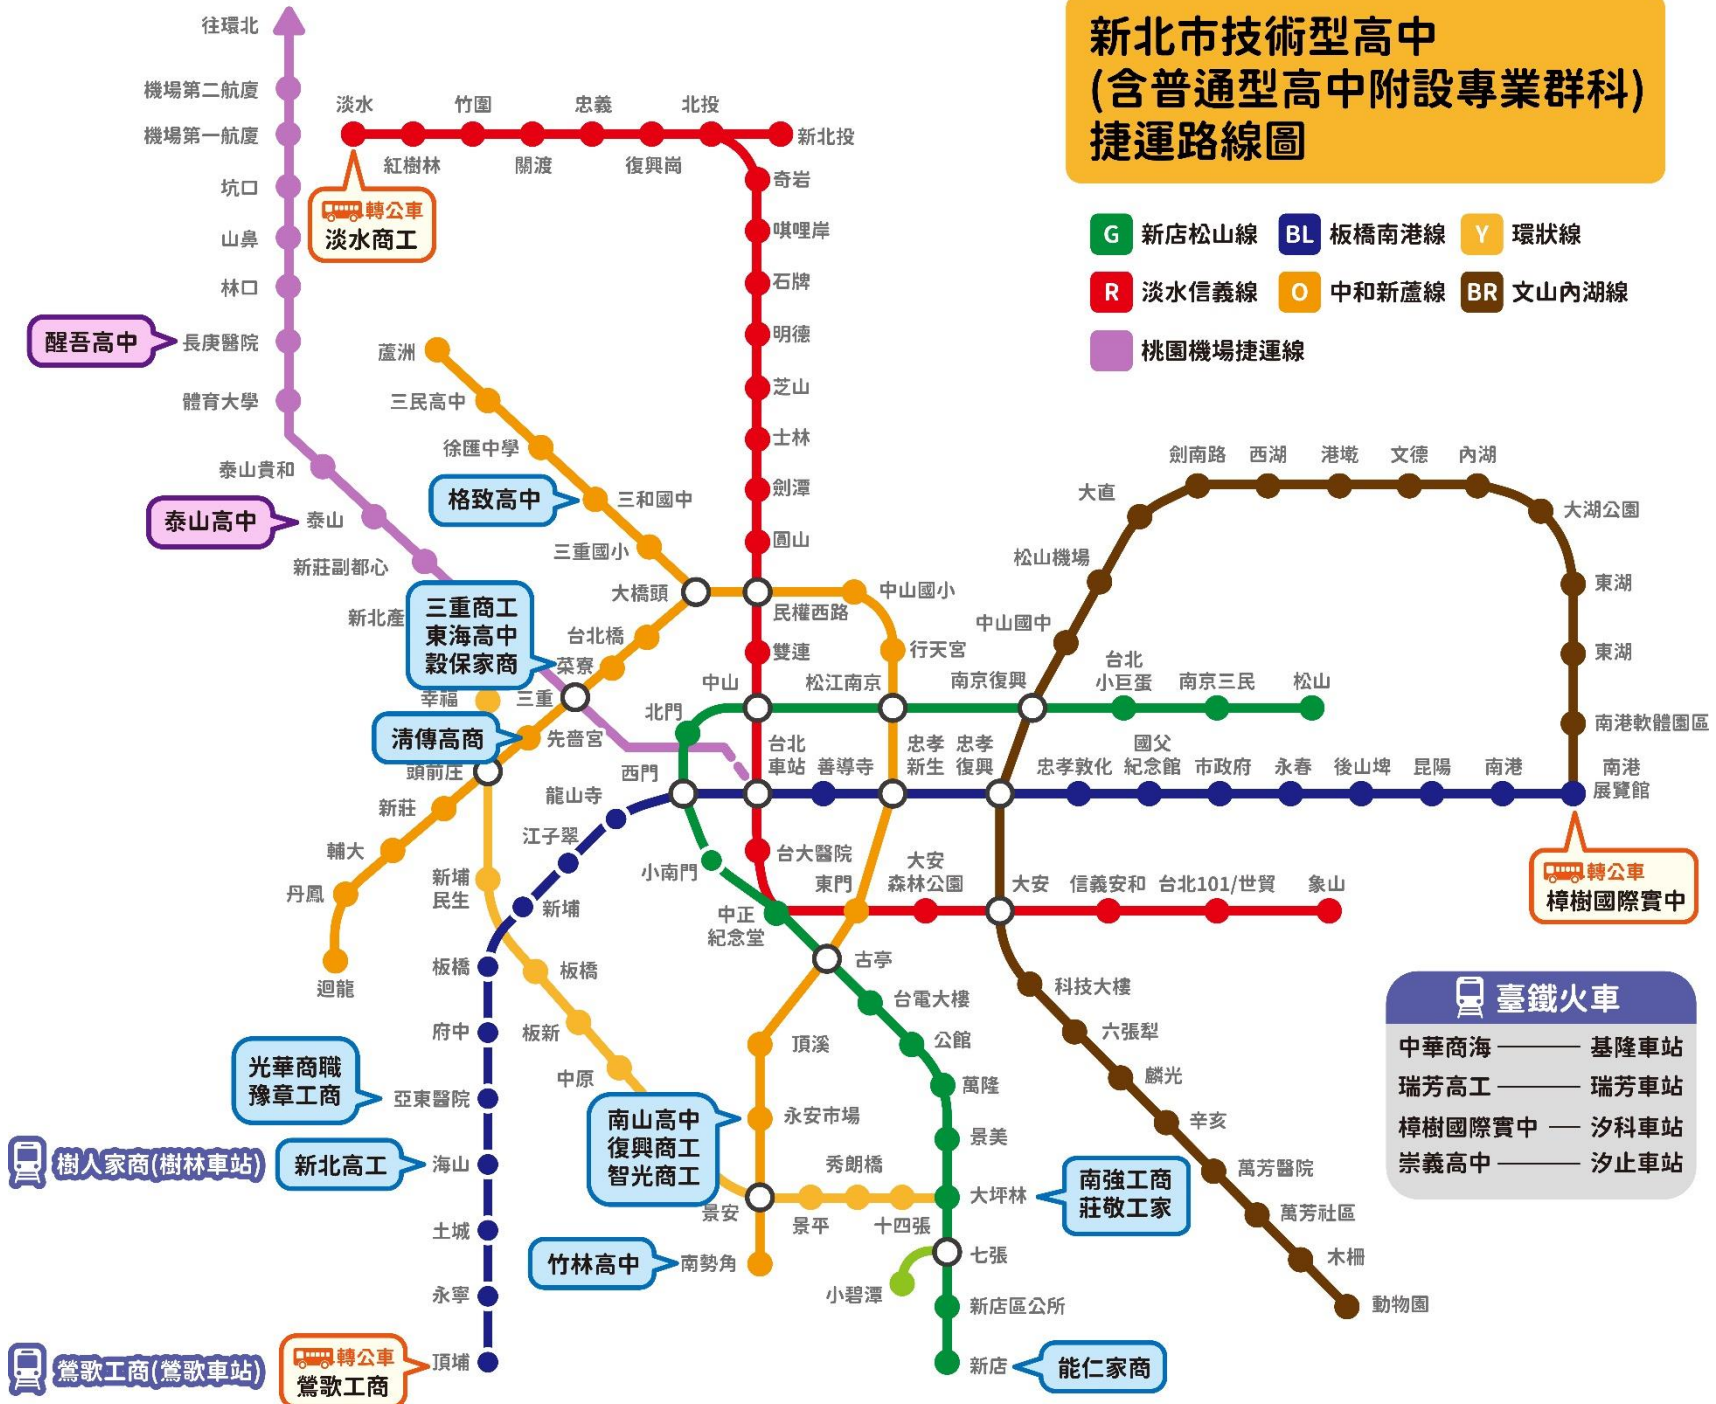 新北市技術型高中
(含普通型高中附設專業群科)
捷運路線圖
G 新店松山線
BL 板橋南港線
Y 環狀線
R 淡水信義線
O 中和新蘆線
BR 文山內湖線
桃園機場捷運線
往環北
機場第二航廈
機場第一航廈
坑口
山鼻
林口
長庚醫院
醒吾高中
體育大學
泰山貴和
泰山
泰山高中
新莊副都心
新北產
淡水
紅樹林
竹圍
關渡
忠義
復興崗
北投
新北投
轉公車
淡水商工
奇岩
唭哩岸
石牌
明德
芝山
士林
劍潭
圓山
民權西路
雙連
中山
台北
車站
台大醫院
中正
紀念堂
東門
大安
森林公園
大安
信義安和
台北101/世貿
象山
蘆洲
三民高中
徐匯中學
三和國中
格致高中
三重國小
大橋頭
台北橋
菜寮
三重商工
東海高中
穀保家商
三重
先嗇宮
清傳高商
幸福
頭前庄
新莊
輔大
丹鳳
迴龍
中山國小
行天宮
松江南京
忠孝
新生
古亭
頂溪
永安市場
南山高中
復興商工
智光商工
景安
南勢角
竹林高中
新埔
民生
板橋
板新
中原
景平
秀朗橋
十四張
大坪林
南強工商
莊敬工家
松山
南京三民
台北
小巨蛋
南京復興
北門
西門
小南門
台電大樓
公館
萬隆
景美
七張
小碧潭
新店區公所
新店
能仁家商
劍南路
西湖
港墘
文德
內湖
大直
大湖公園
松山機場
中山國中
東湖
東湖
南港軟體園區
南港
展覽館
轉公車
樟樹國際實中
忠孝
復興
科技大樓
六張犁
麟光
辛亥
萬芳醫院
萬芳社區
木柵
動物園
善導寺
忠孝敦化
國父
紀念館
市政府
永春
後山埤
昆陽
南港
龍山寺
江子翠
新埔
板橋
府中
亞東醫院
光華商職
豫章工商
海山
新北高工
樹人家商(樹林車站)
土城
永寧
頂埔
轉公車
鶯歌工商
鶯歌工商(鶯歌車站)
臺鐵火車
中華商海 — 基隆車站
瑞芳高工 — 瑞芳車站
樟樹國際實中 — 汐科車站
崇義高中 — 汐止車站